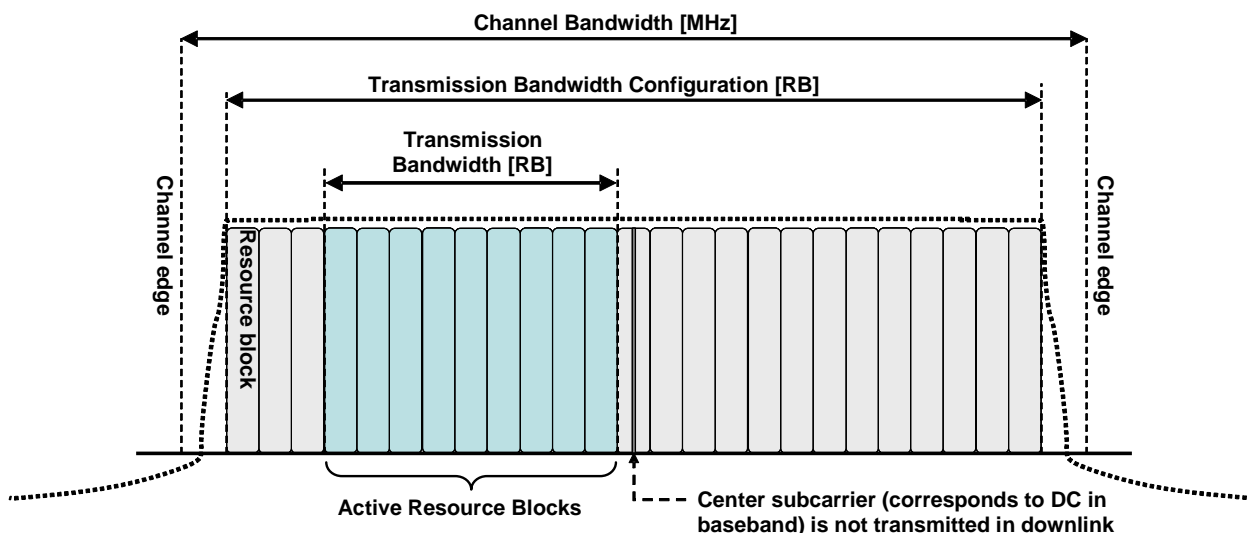 Channel Bandwidth [MHz]
Transmission Bandwidth Configuration [RB]
Transmission
Bandwidth [RB]
Channel edge
Channel edge
Resource block
Active Resource Blocks
Center subcarrier (corresponds to DC in
baseband) is not transmitted in downlink